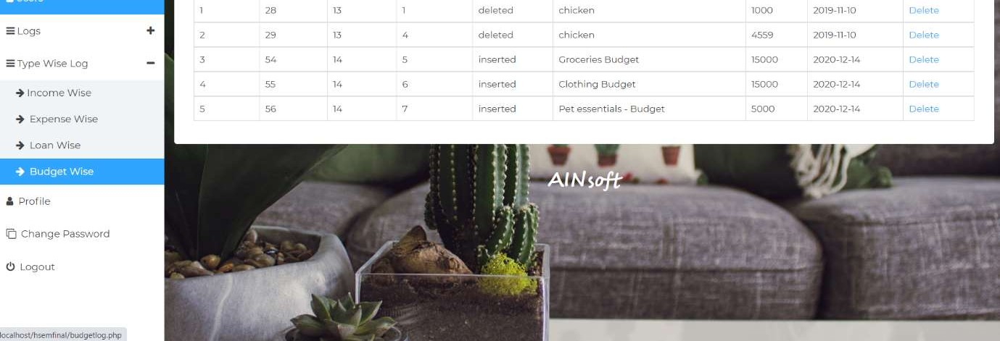 Users
Logs
Type Wise Log
Income Wise
Expense Wise
Loan Wise
Budget Wise
Profile
Change Password
Logout
1 28 13 1 deleted chicken 1000 2019-11-10 Delete
2 29 13 4 deleted chicken 4559 2019-11-10 Delete
3 54 14 5 inserted Groceries Budget 15000 2020-12-14 Delete
4 55 14 6 inserted Clothing Budget 15000 2020-12-14 Delete
5 56 14 7 inserted Pet essentials - Budget 5000 2020-12-14 Delete
AINsoft
localhost/hsemfinal/budgetlog.php